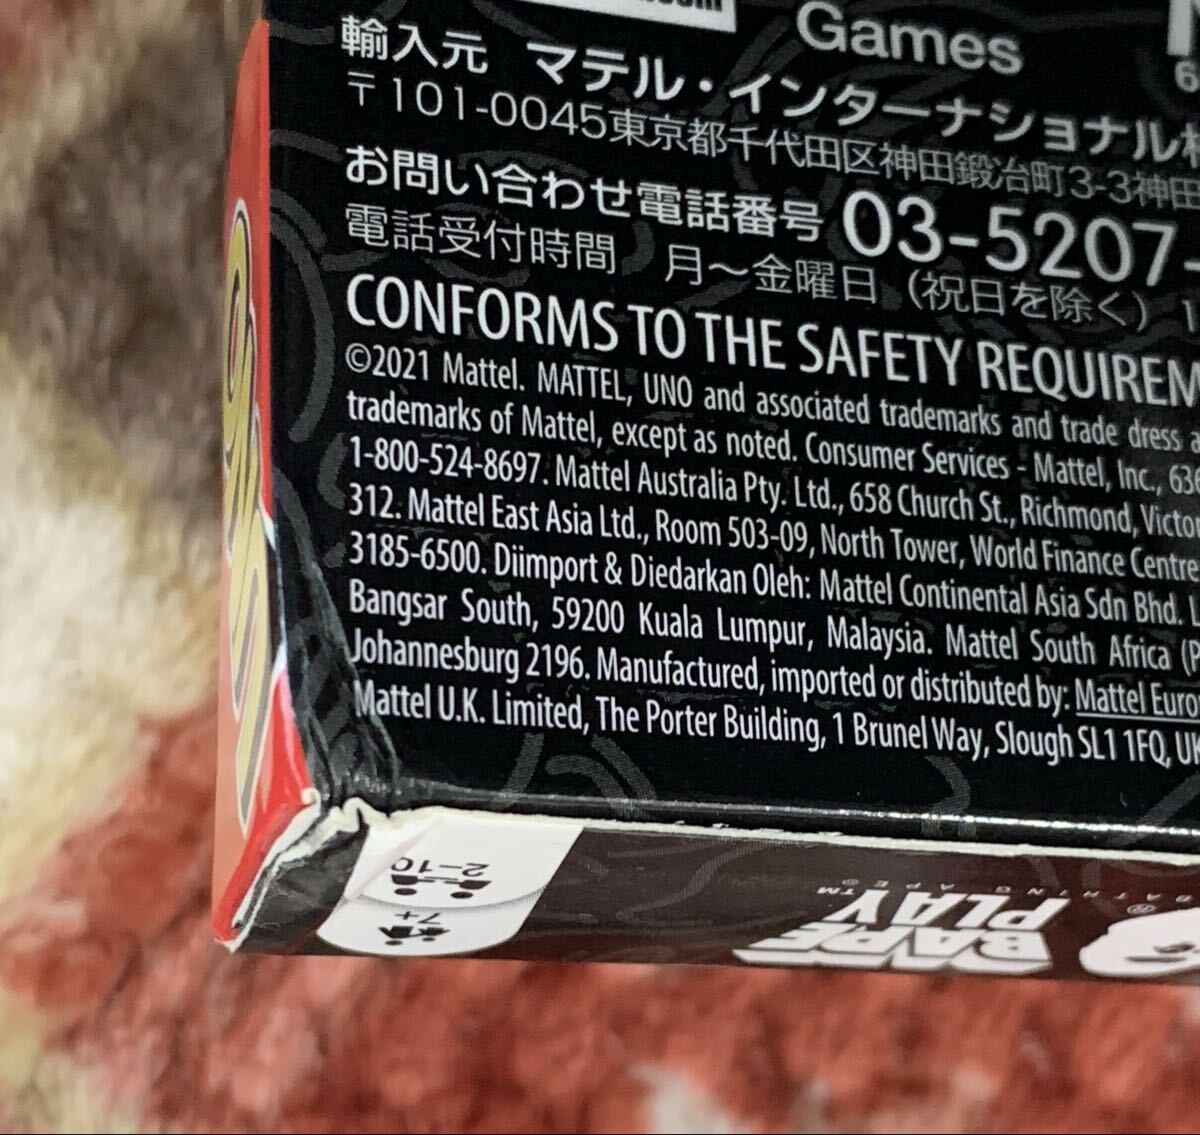 Games
輸入元 マテル・インターナショナル
〒101-0045東京都千代田区神田鍛冶町3-3神田
お問い合わせ電話番号 03-5207-
電話受付時間 月～金曜日 (祝日を除く) 1
CONFORMS TO THE SAFETY REQUIREM
©2021 Mattel. MATTEL, UNO and associated trademarks and trade dress
trademarks of Mattel, except as noted. Consumer Services - Mattel, Inc., 636
1-800-524-8697. Mattel Australia Pty. Ltd., 658 Church St., Richmond, Victo
312. Mattel East Asia Ltd., Room 503-09, North Tower, World Finance Centre
3185-6500. Diimport & Diedarkan Oleh: Mattel Continental Asia Sdn Bhd. L
Bangsar South, 59200 Kuala Lumpur, Malaysia. Mattel South Africa (P
Johannesburg 2196. Manufactured, imported or distributed by: Mattel Euro
Mattel U.K. Limited, The Porter Building, 1 Brunel Way, Slough SL1 1FQ, UK
UNO
2–10
7+
BAPE
PLAY™
BATHING APE®